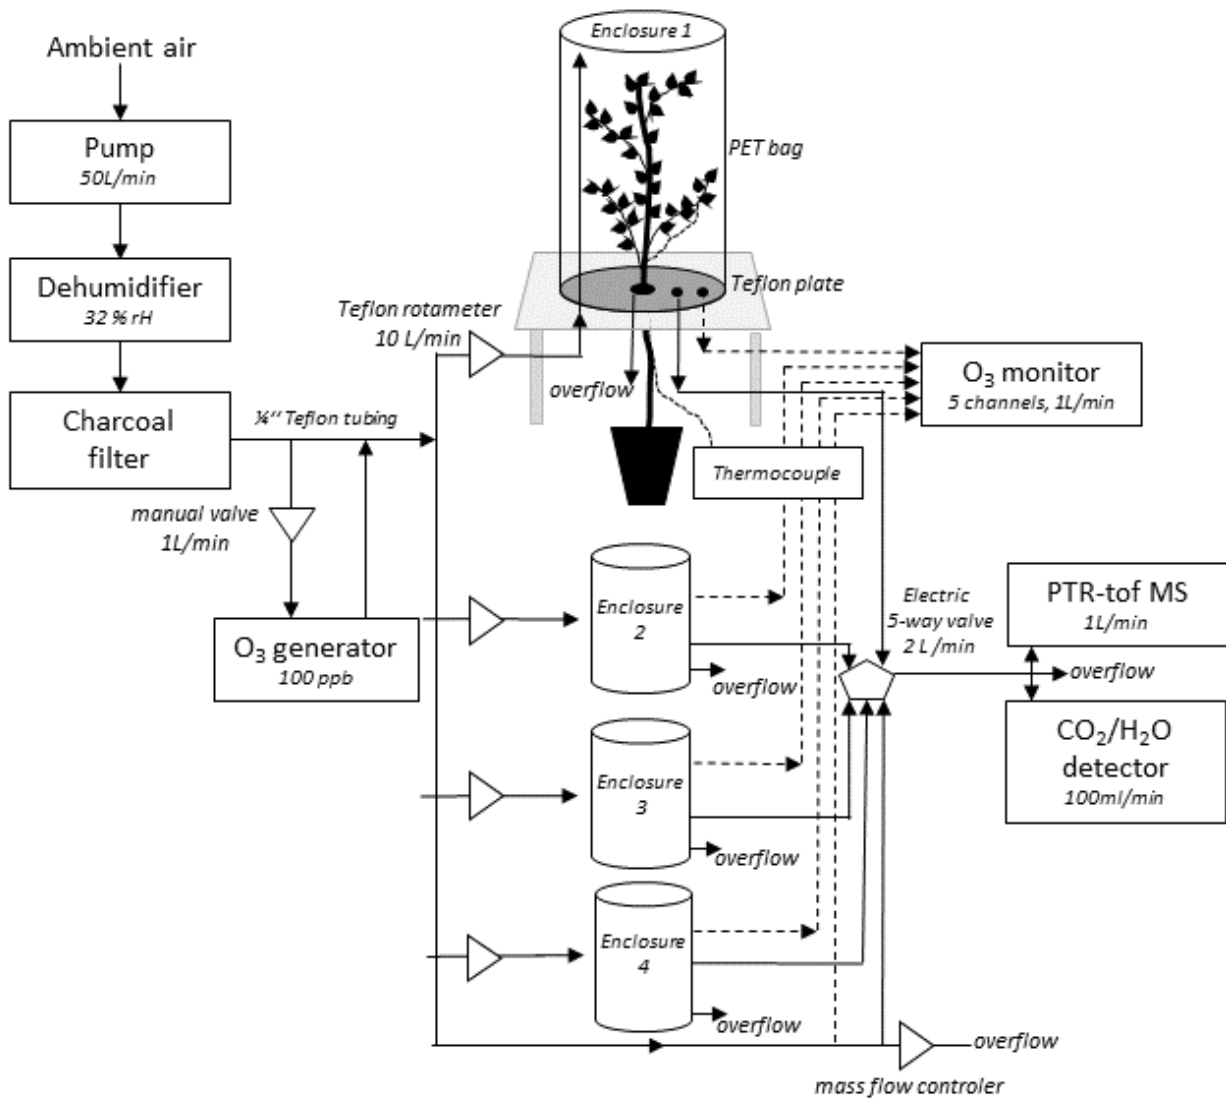 Ambient air
Pump
50L/min
Dehumidifier
32 % rH
Charcoal
filter
¼'' Teflon tubing
manual valve
1L/min
O₃ generator
100 ppb
Enclosure 1
PET bag
Teflon plate
Teflon rotameter
10 L/min
overflow
O₃ monitor
5 channels, 1L/min
Thermocouple
Enclosure
2
overflow
Enclosure
3
overflow
Enclosure
4
overflow
Electric
5-way valve
2 L /min
PTR-tof MS
1L/min
overflow
CO₂/H₂O
detector
100ml/min
overflow
mass flow controler